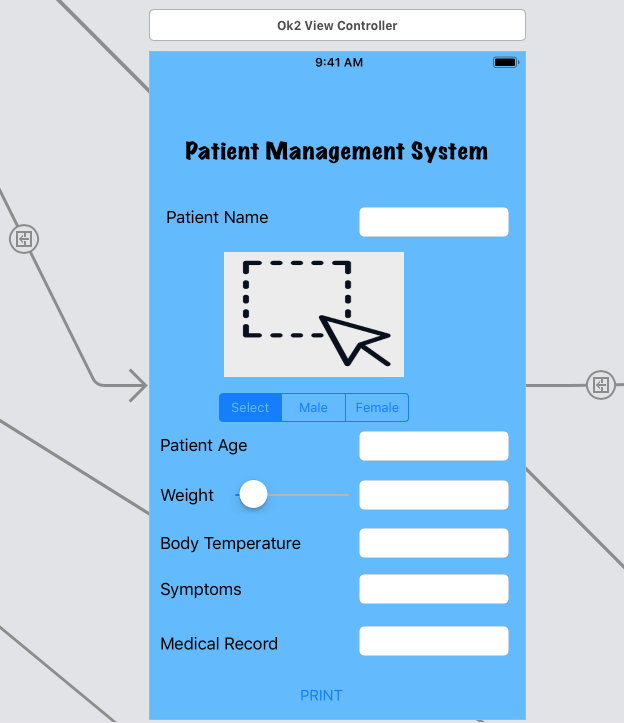 Ok2 View Controller
9:41 AM
Patient Management System
Patient Name
Select Male Female
Patient Age
Weight
Body Temperature
Symptoms
Medical Record
PRINT